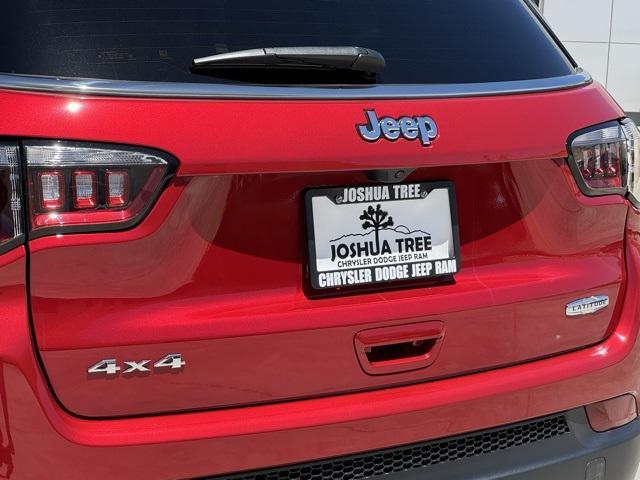 Jeep
JOSHUA TREE
JOSHUA TREE
CHRYSLER DODGE JEEP RAM
CHRYSLER DODGE JEEP RAM
LATITUDE
4x4